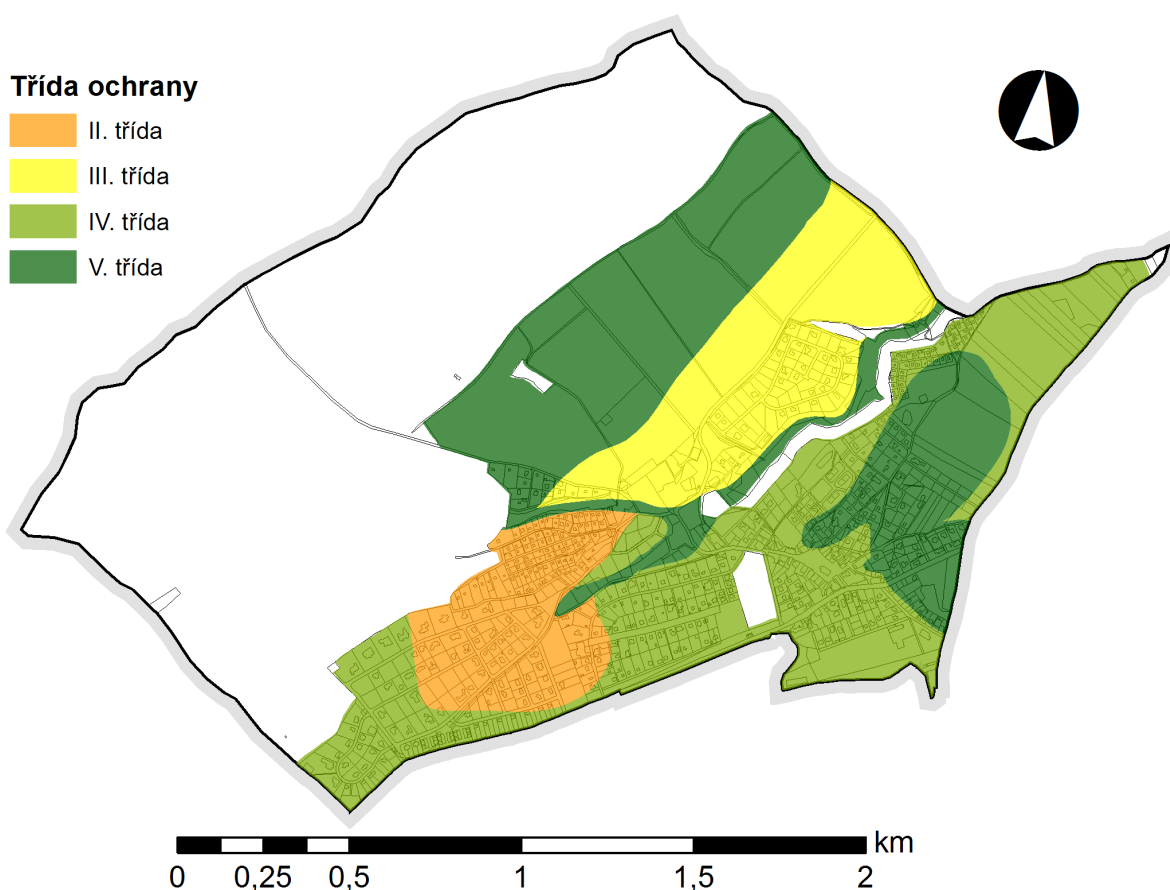 Třída ochrany
II. třída
III. třída
IV. třída
V. třída
km
0 0,25 0,5 1 1,5 2